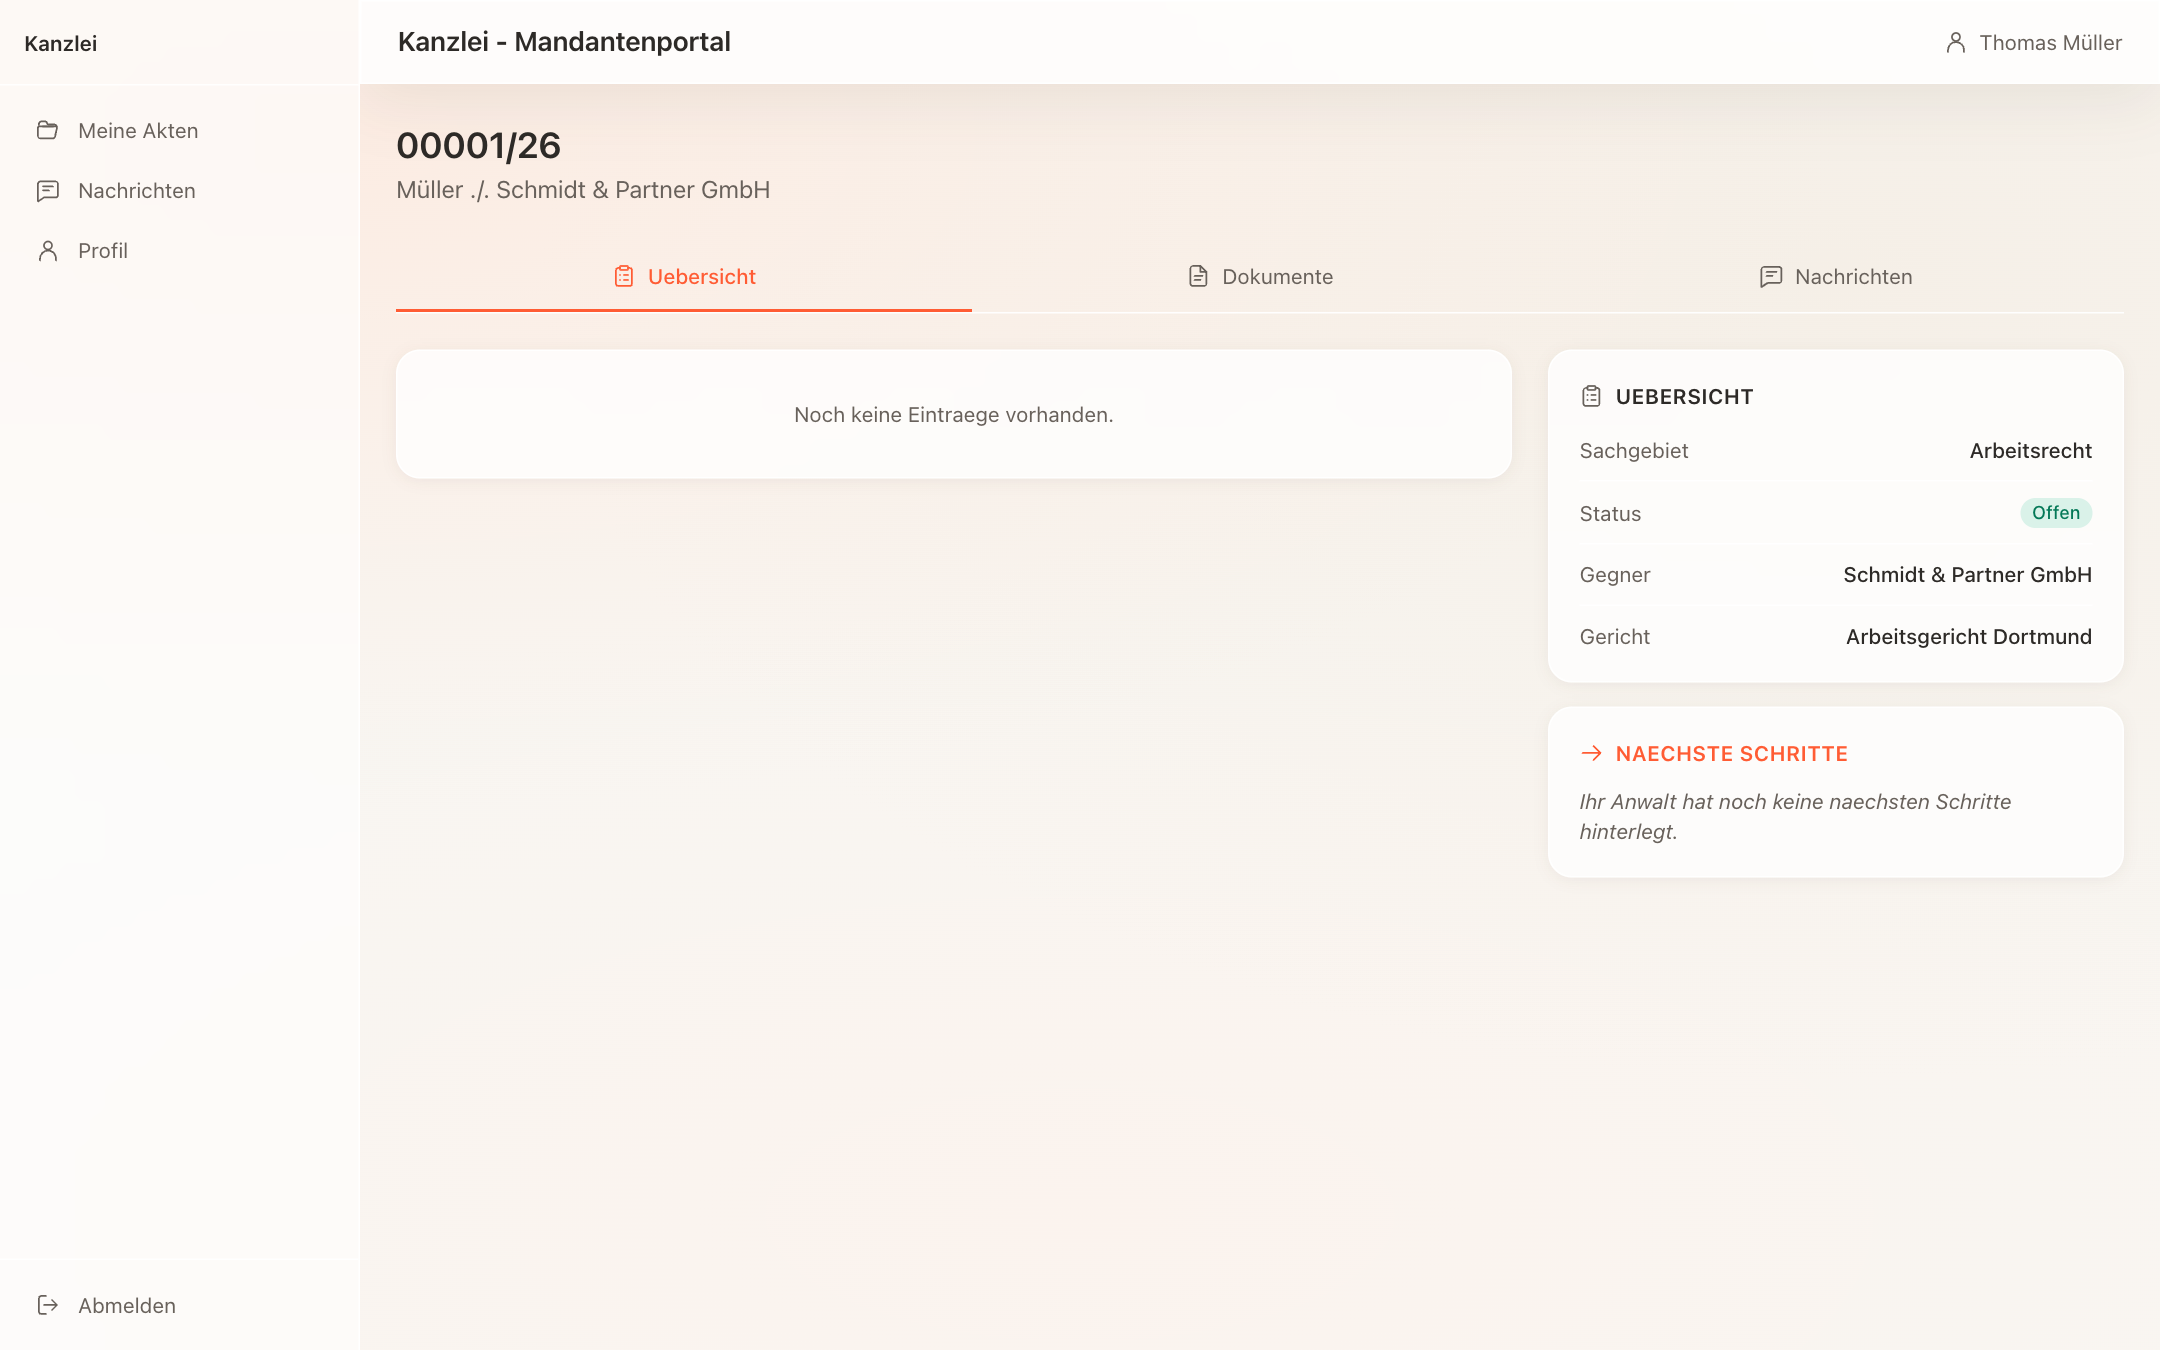 Kanzlei
Meine Akten
Nachrichten
Profil
Abmelden
Kanzlei - Mandantenportal
Thomas Müller
00001/26
Müller ./. Schmidt & Partner GmbH
Uebersicht
Dokumente
Nachrichten
Noch keine Eintraege vorhanden.
UEBERSICHT
Sachgebiet Arbeitsrecht
Status Offen
Gegner Schmidt & Partner GmbH
Gericht Arbeitsgericht Dortmund
NAECHSTE SCHRITTE
Ihr Anwalt hat noch keine naechsten Schritte
hinterlegt.